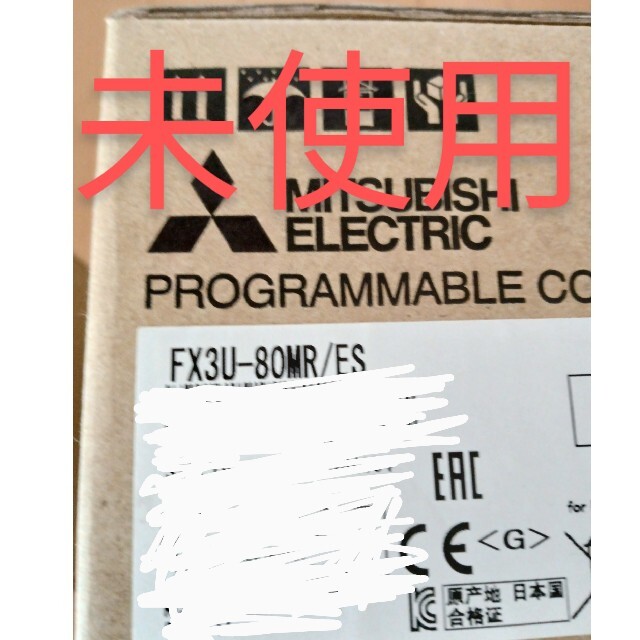 未使用
MITSUBISHI
ELECTRIC
PROGRAMMABLE CO
FX3U-80MR/ES
EAC
for
CE <G>
原产地 日本国
合格证